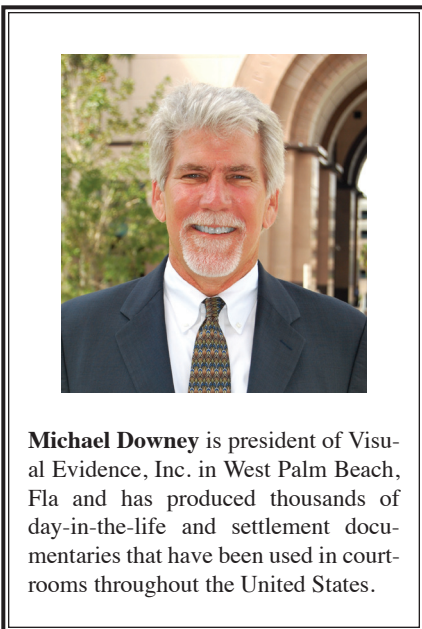 Michael Downey is president of Visu-
al Evidence, Inc. in West Palm Beach,
Fla and has produced thousands of
day-in-the-life and settlement docu-
mentaries that have been used in court-
rooms throughout the United States.